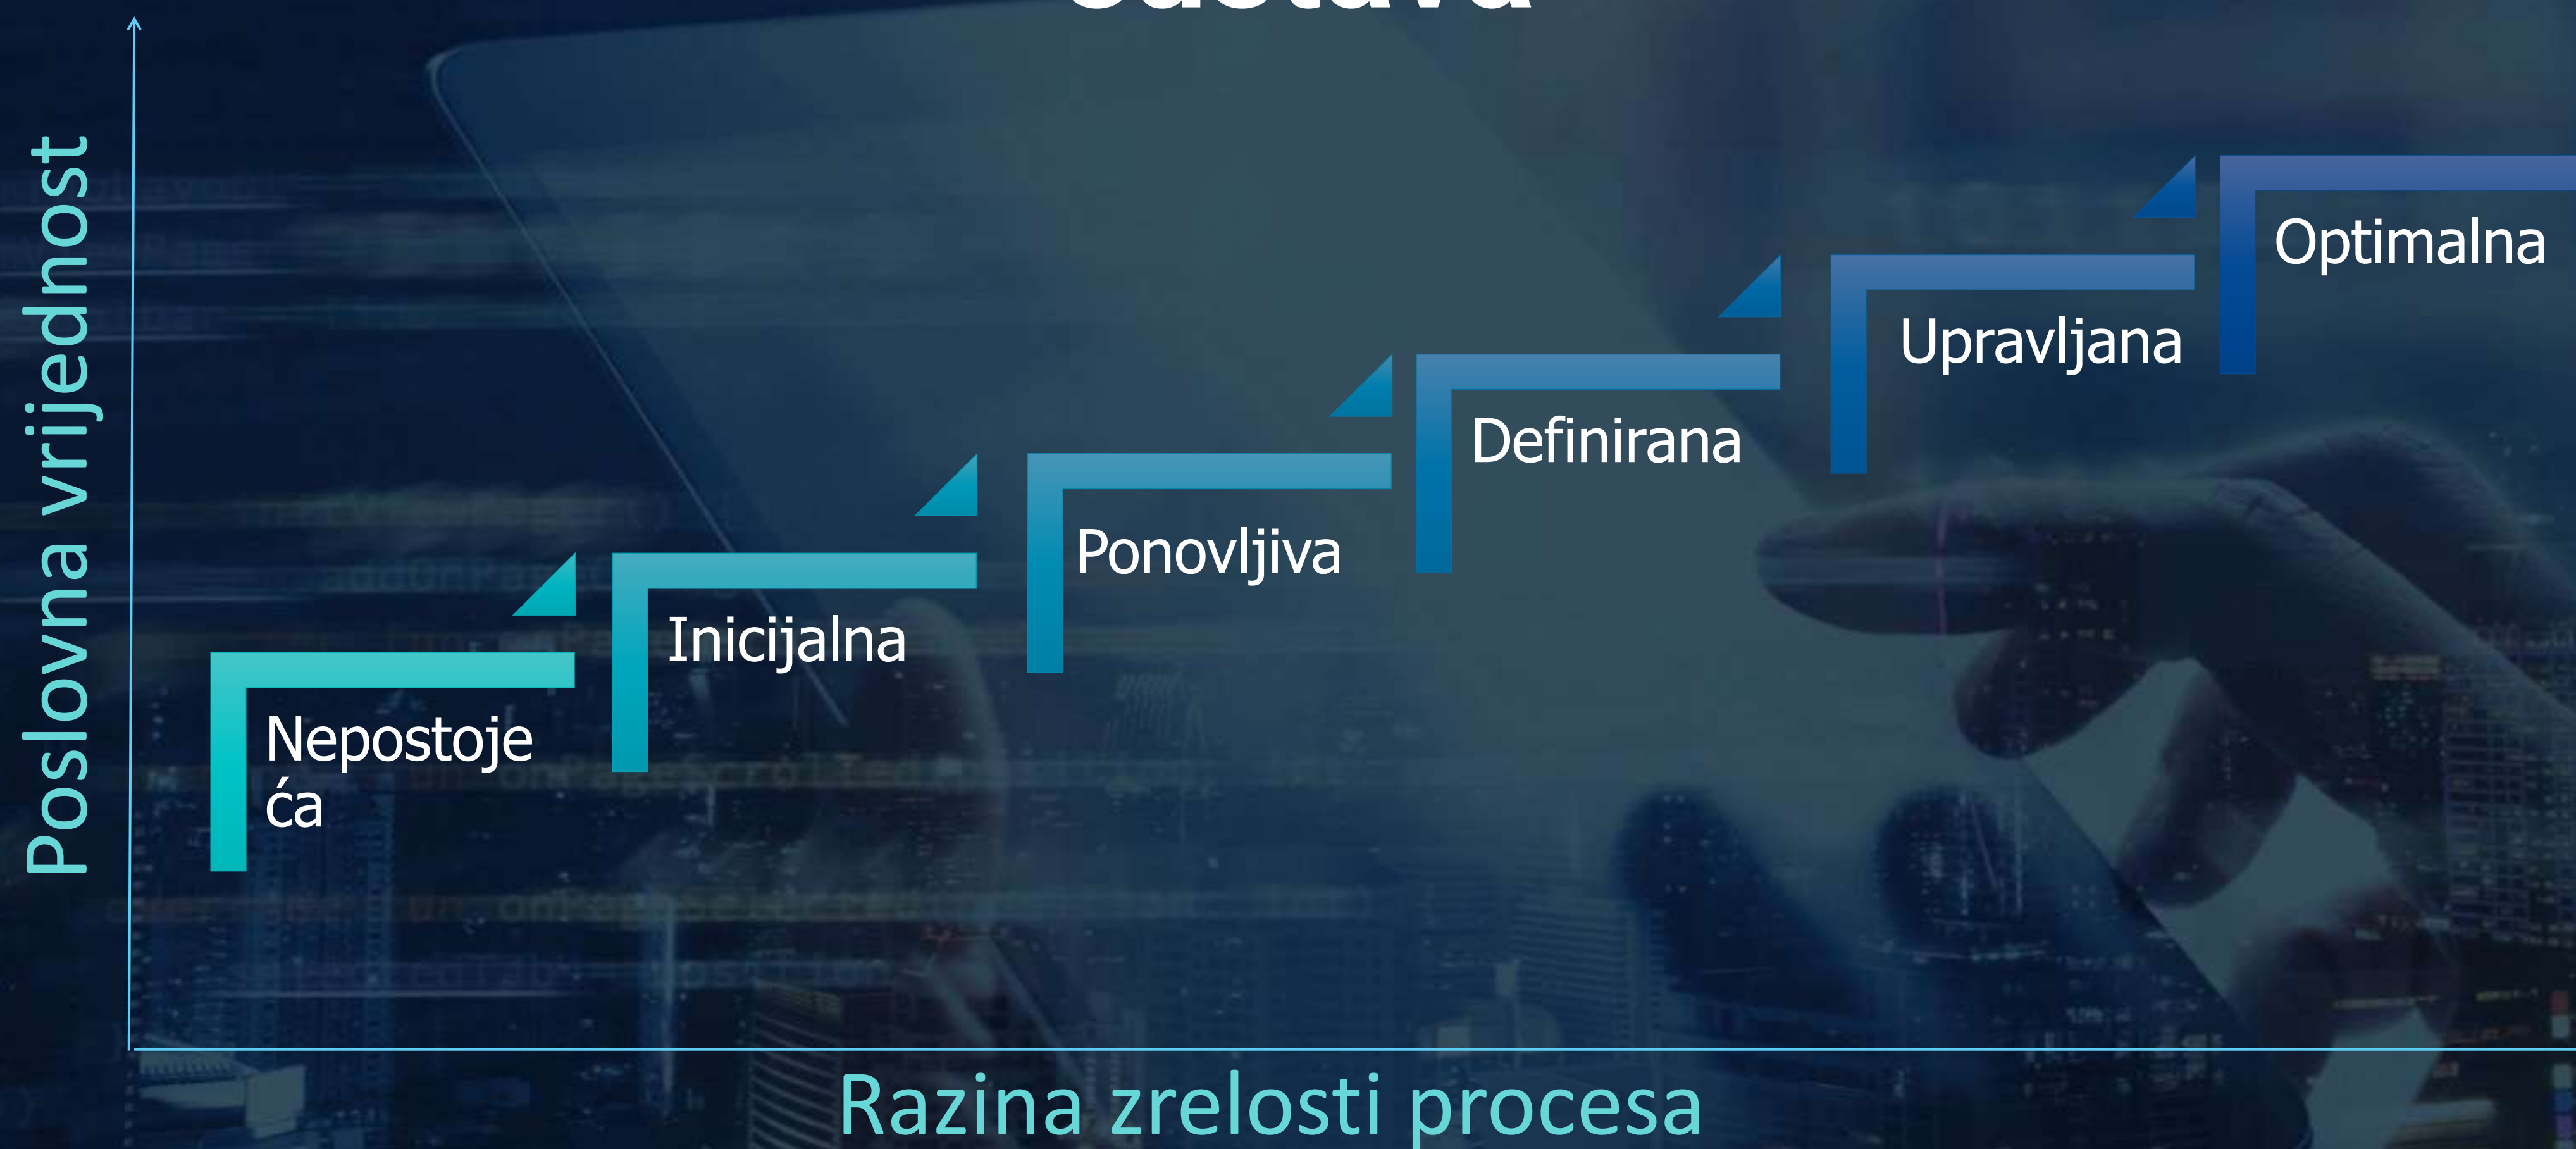 Poslovna vrijednost
Nepostoje
ća
Inicijalna
Ponovljiva
Definirana
Upravljana
Optimalna
Razina zrelosti procesa